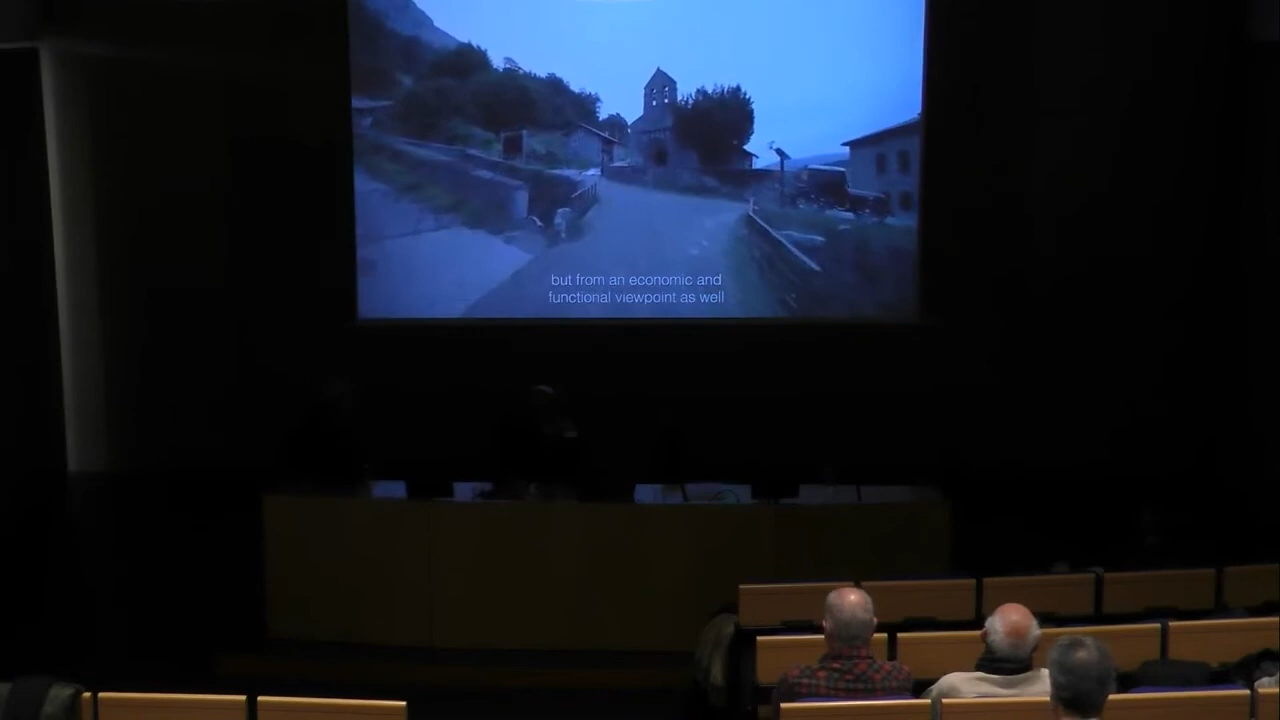 but from an economic and
functional viewpoint as well